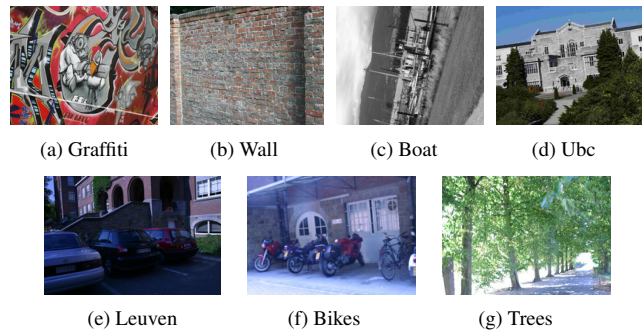 (a) Graffiti
(b) Wall
(c) Boat
(d) Ubc
(e) Leuven
(f) Bikes
(g) Trees